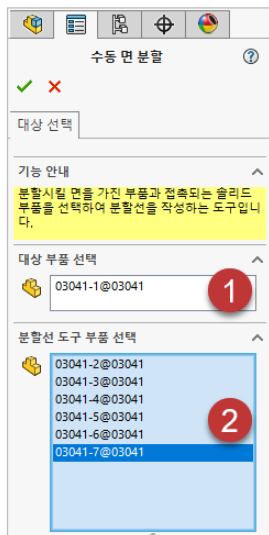 수동 면 분할
?
대상 선택
기능 안내
분할시킬 면을 가진 부품과 접촉되는 솔리드
부품을 선택하여 분할선을 작성하는 도구입니
다.
대상 부품 선택
03041-1@03041
1
분할선 도구 부품 선택
03041-2@03041
03041-3@03041
03041-4@03041
03041-5@03041
2
03041-6@03041
03041-7@03041